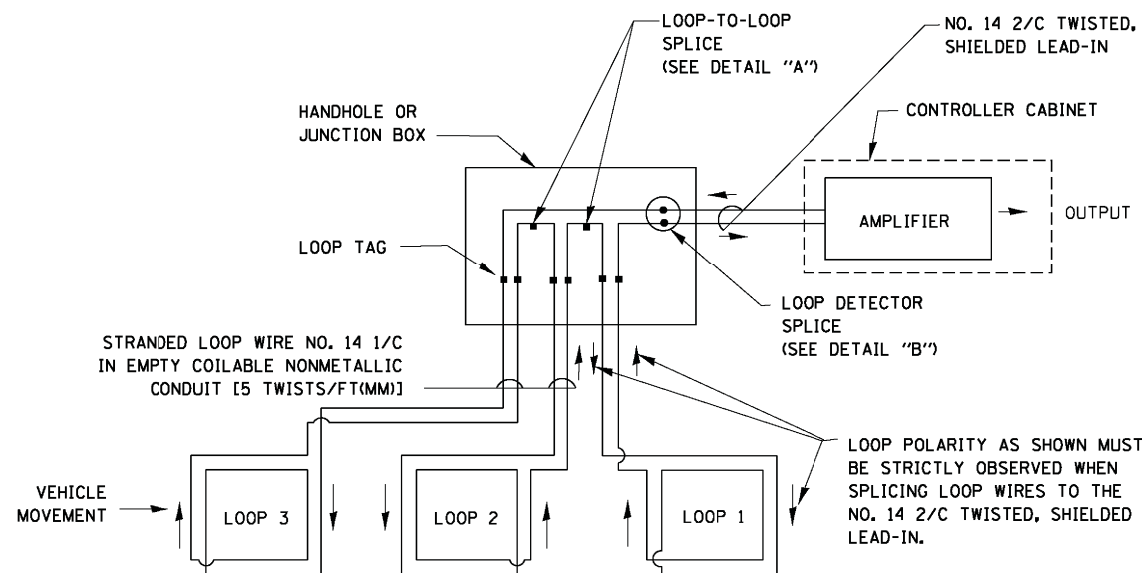 LOOP-TO-LOOP
SPLICE
(SEE DETAIL "A")
NO. 14 2/C TWISTED,
SHIELDED LEAD-IN
HANDHOLE OR
JUNCTION BOX
CONTROLLER CABINET
AMPLIFIER
OUTPUT
LOOP TAG
LOOP DETECTOR
SPLICE
(SEE DETAIL "B")
STRANDED LOOP WIRE NO. 14 1/C
IN EMPTY COILABLE NONMETALLIC
CONDUIT [5 TWISTS/FT(MM)]
LOOP POLARITY AS SHOWN MUST
BE STRICTLY OBSERVED WHEN
SPLICING LOOP WIRES TO THE
NO. 14 2/C TWISTED, SHIELDED
LEAD-IN.
VEHICLE
MOVEMENT
LOOP 3
LOOP 2
LOOP 1